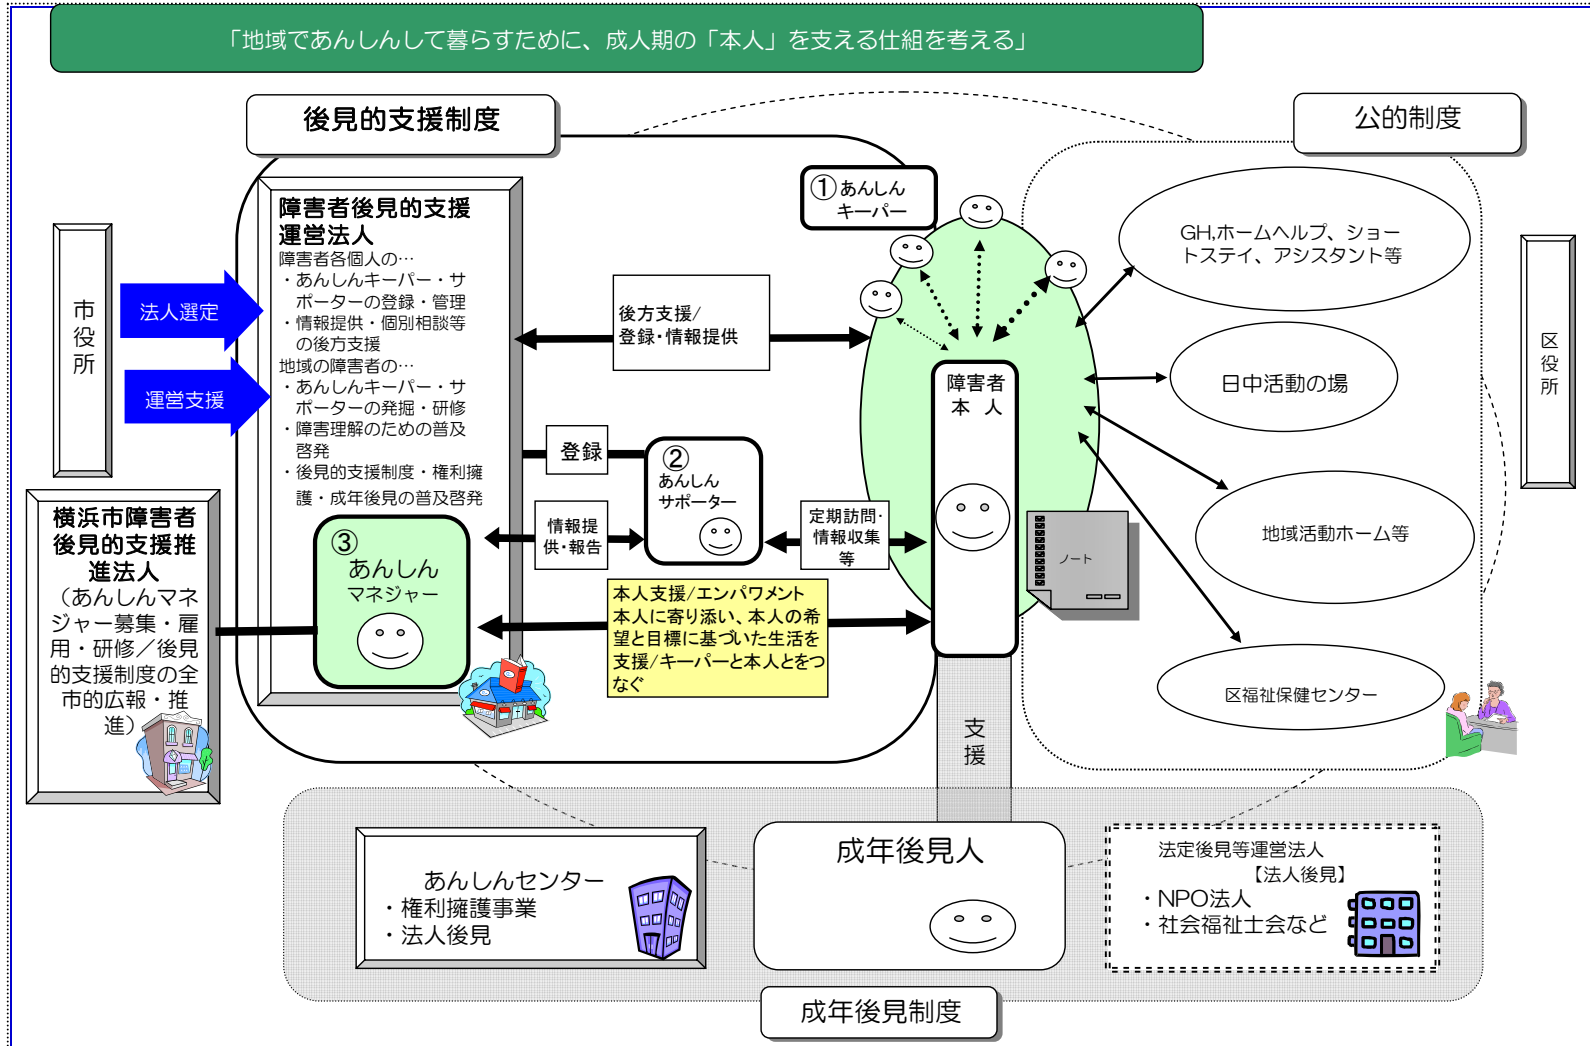 「地域であんしんして暮らすために、成人期の「本人」を支える仕組を考える」
後見的支援制度
公的制度
①あんしん
キーパー
市役所
法人選定
運営支援
障害者後見的支援
運営法人
障害者各個人の…
・あんしんキーパー・サ
ポーターの登録・管理
・情報提供・個別相談等
の後方支援
地域の障害者の…
・あんしんキーパー・サ
ポーターの発掘・研修
・障害理解のための普及
啓発
・後見的支援制度・権利擁
護・成年後見の普及啓発
後方支援/
登録・情報提供
登録
②
あんしん
サポーター
情報提
供・報告
定期訪問・
情報収集
等
③
あんしん
マネジャー
本人支援/エンパワメント
本人に寄り添い、本人の希
望と目標に基づいた生活を
支援/キーパーと本人とをつ
なぐ
障害者
本 人
ノート
GH,ホームヘルプ、ショー
トステイ、アシスタント等
日中活動の場
地域活動ホーム等
区福祉保健センター
区役所
横浜市障害者
後見的支援推
進法人
（あんしんマネ
ジャー募集・雇
用・研修／後見
的支援制度の全
市的広報・推
進）
支援
あんしんセンター
・権利擁護事業
・法人後見
成年後見人
法定後見等運営法人
【法人後見】
・NPO法人
・社会福祉士会など
成年後見制度